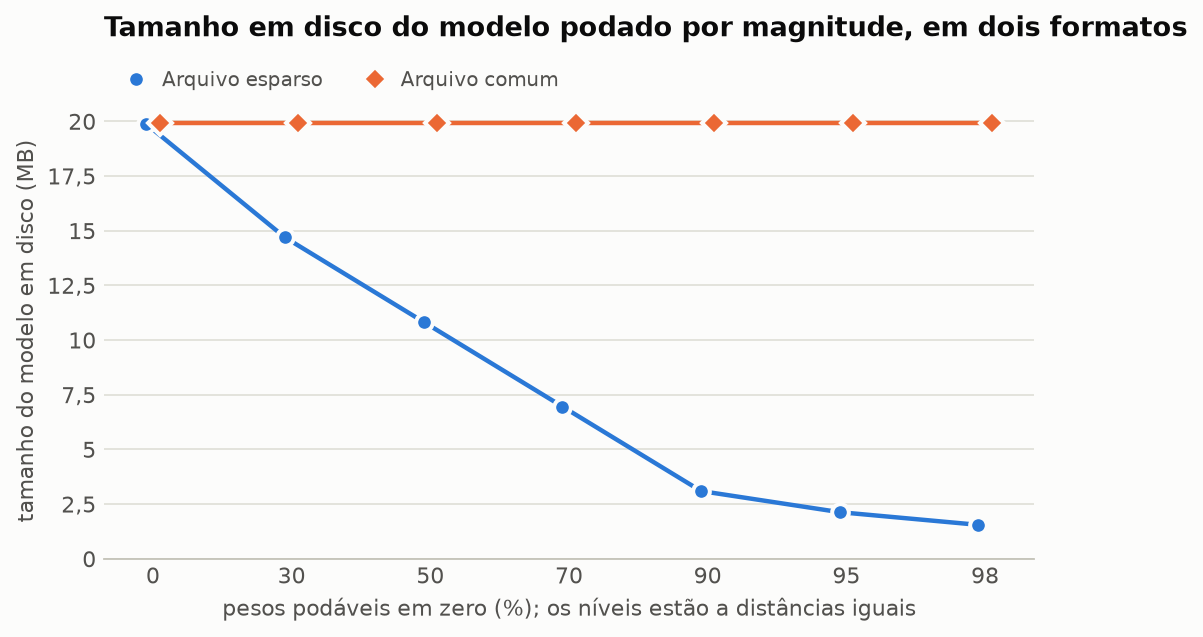 Tamanho em disco do modelo podado por magnitude, em dois formatos
Arquivo esparso
Arquivo comum
tamanho do modelo em disco (MB)
20
17,5
15
12,5
10
7,5
5
2,5
0
0 30 50 70 90 95 98
pesos podáveis em zero (%); os níveis estão a distâncias iguais